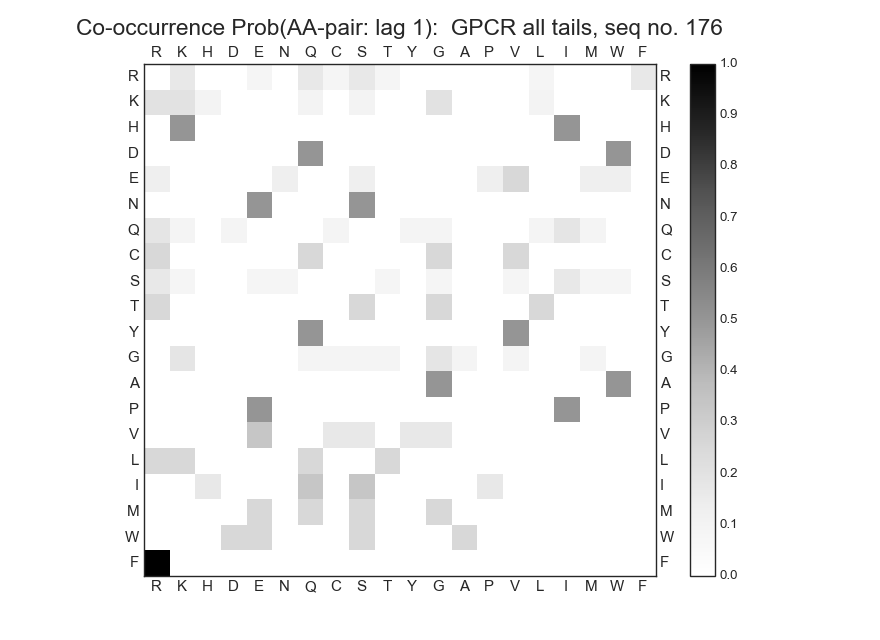 Co-occurrence Prob(AA-pair: lag 1):  GPCR all tails, seq no. 176
R K H D E N Q C S T Y G A P V L I M W F
R R 1.0
K K 0.9
H H
D D 0.8
E E
N N 0.7
Q Q 0.6
C C
S S 0.5
T T
Y Y
G G 0.4
A A
P P 0.3
V V
L L 0.2
I I
M M 0.1
W W
F F 0.0
R K H D E N Q C S T Y G A P V L I M W F